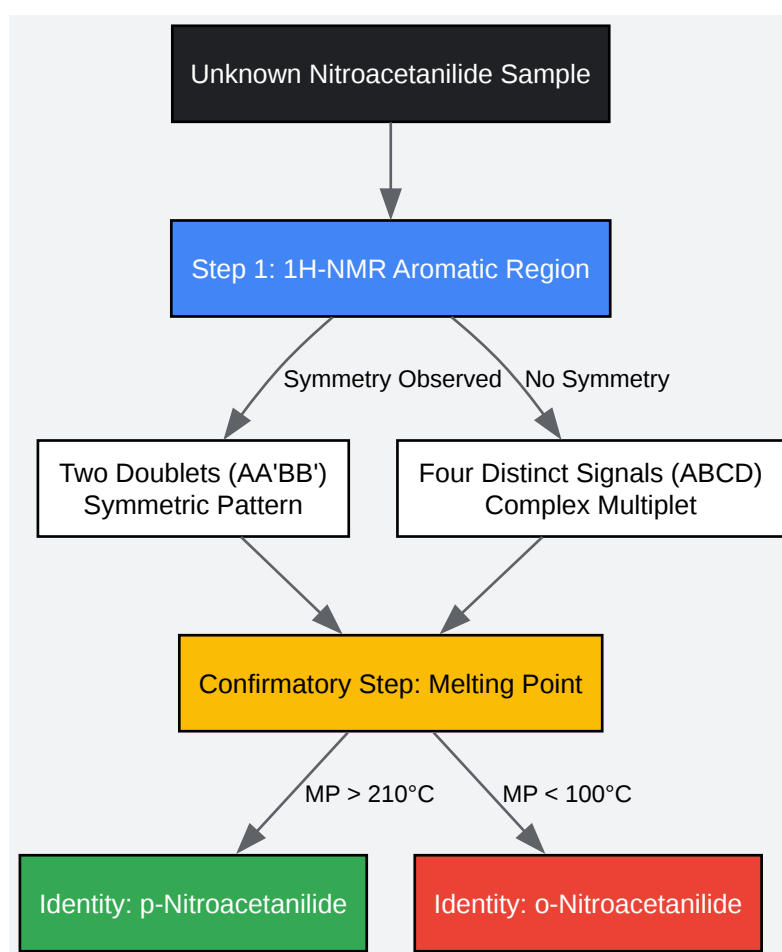 Unknown Nitroacetanilide Sample
Step 1: 1H-NMR Aromatic Region
Symmetry Observed
No Symmetry
Two Doublets (AA'BB')
Symmetric Pattern
Four Distinct Signals (ABCD)
Complex Multiplet
Confirmatory Step: Melting Point
MP > 210°C
MP < 100°C
Identity: p-Nitroacetanilide
Identity: o-Nitroacetanilide